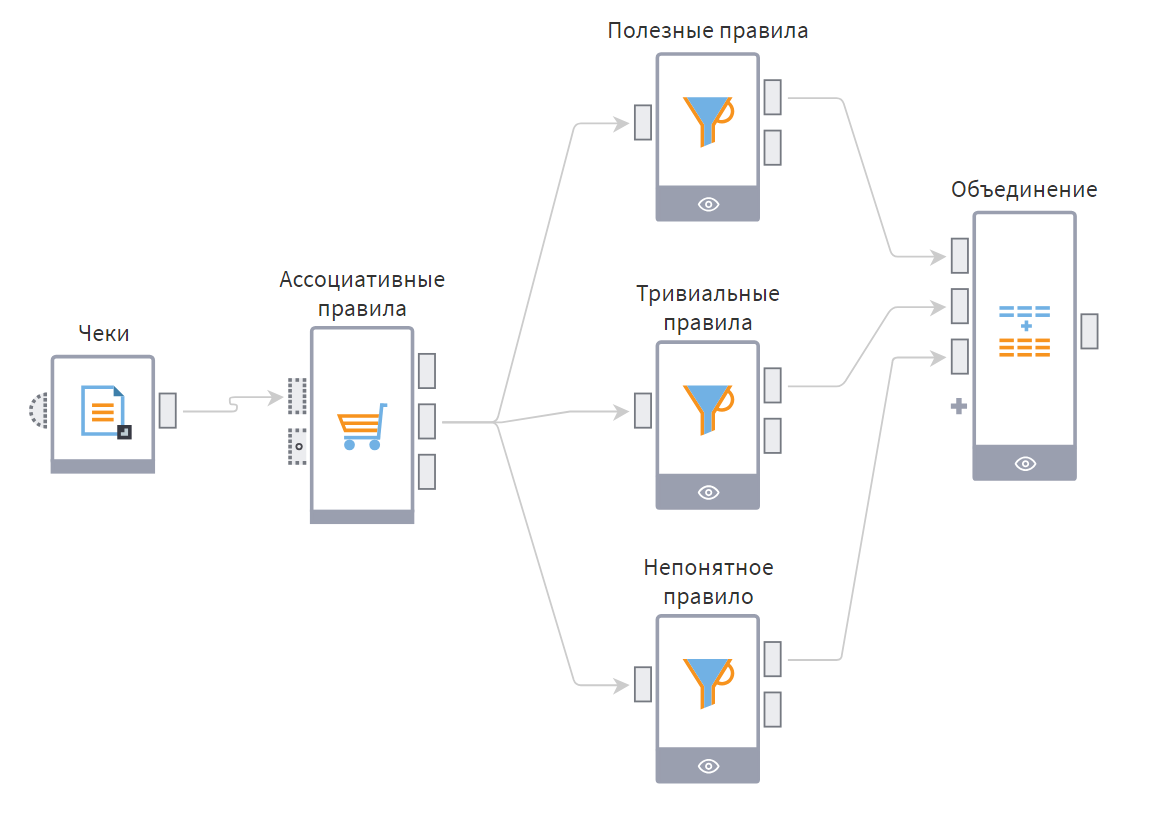 Полезные правила
Объединение
Ассоциативные
правила
Тривиальные
правила
Чеки
Непонятное
правило